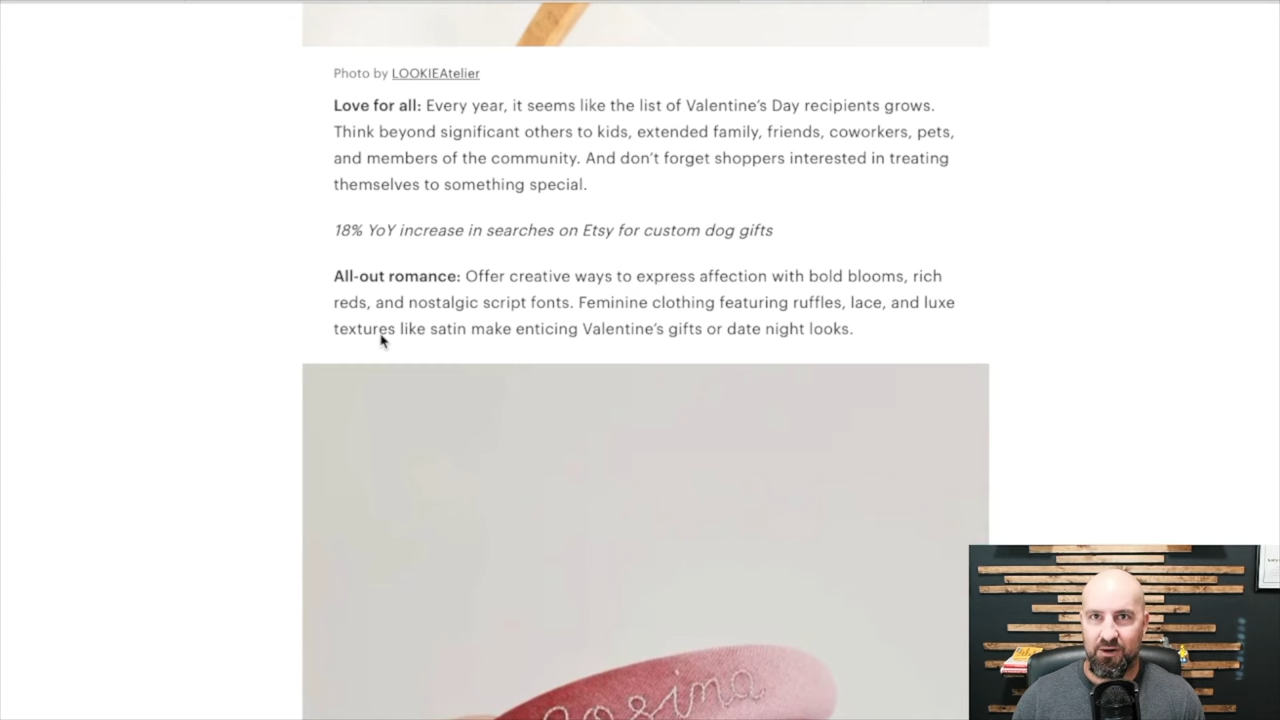 Photo by LOOKIEAtelier
Love for all: Every year, it seems like the list of Valentine’s Day recipients grows.
Think beyond significant others to kids, extended family, friends, coworkers, pets,
and members of the community. And don’t forget shoppers interested in treating
themselves to something special.
18% YoY increase in searches on Etsy for custom dog gifts
All-out romance: Offer creative ways to express affection with bold blooms, rich
reds, and nostalgic script fonts. Feminine clothing featuring ruffles, lace, and luxe
textures like satin make enticing Valentine’s gifts or date night looks.